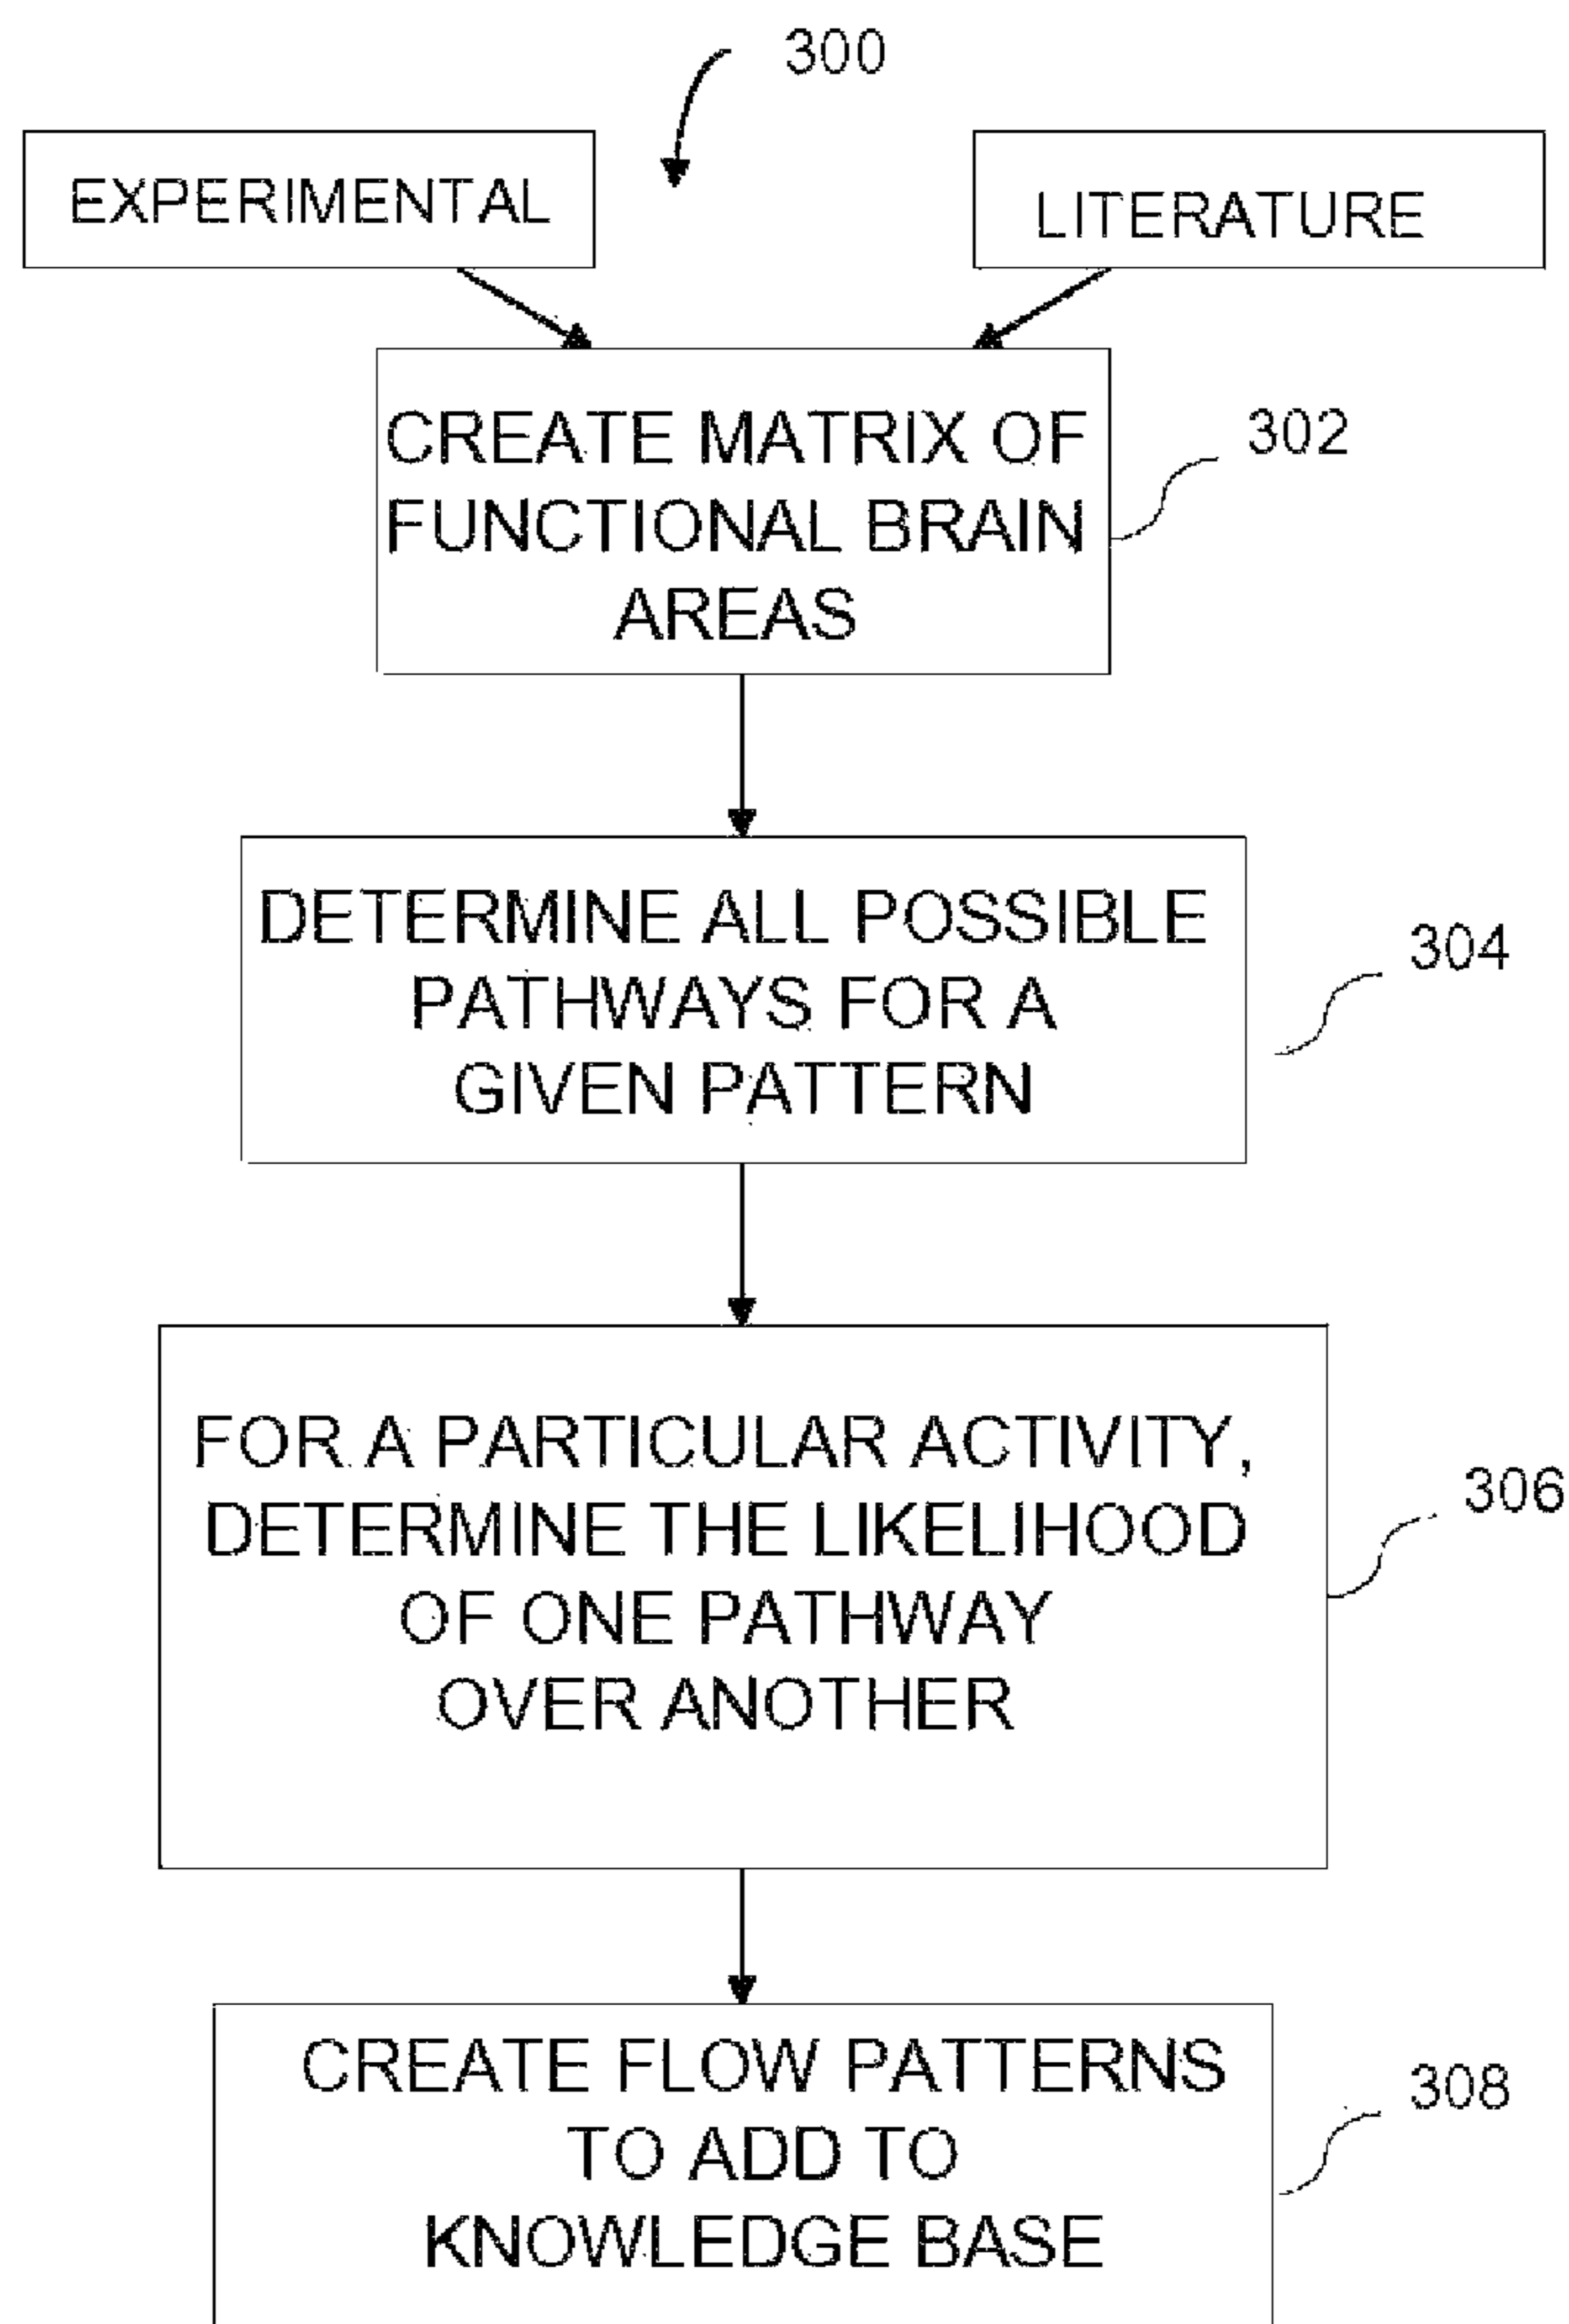 300
EXPERIMENTAL
LITERATURE
CREATE MATRIX OF
FUNCTIONAL BRAIN
AREAS
302
DETERMINE ALL POSSIBLE
PATHWAYS FOR A
GIVEN PATTERN
304
FOR A PARTICULAR ACTIVITY,
DETERMINE THE LIKELIHOOD
OF ONE PATHWAY
OVER ANOTHER
306
CREATE FLOW PATTERNS
TO ADD TO
KNOWLEDGE BASE
308